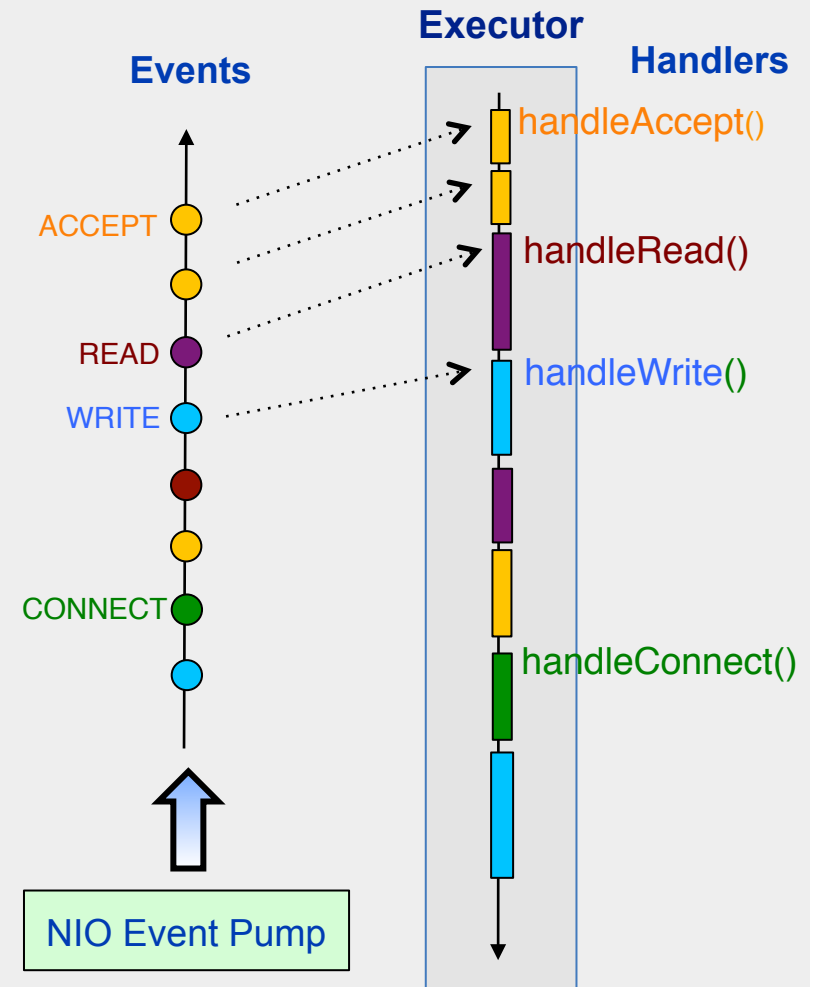 Executor
Events
Handlers
handleAccept()
ACCEPT
handleRead()
READ
handleWrite()
WRITE
CONNECT
handleConnect()
NIO Event Pump